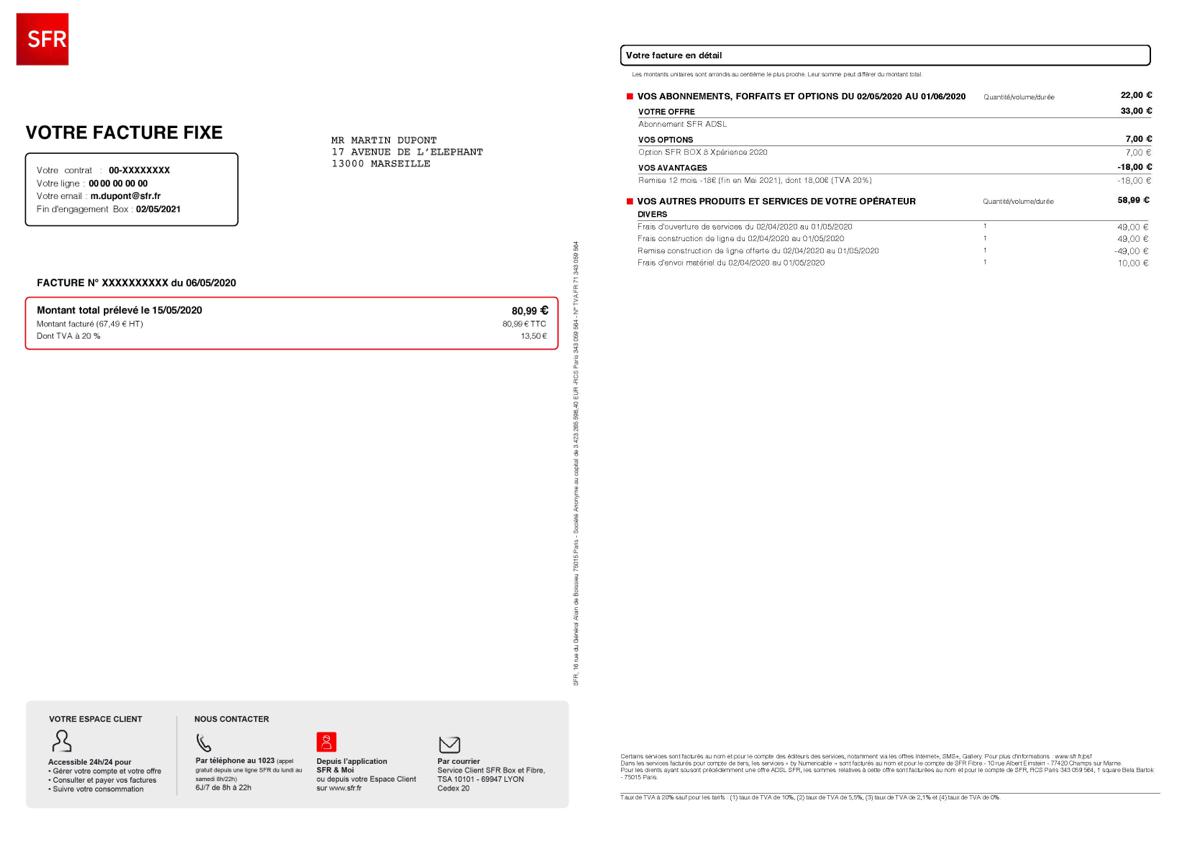 SFR
VOTRE FACTURE FIXE
MR MARTIN DUPONT
17 AVENUE DE L'ELEPHANT
13000 MARSEILLE
Votre contrat : 00-XXXXXXXX
Votre ligne : 00 00 00 00 00
Votre email : m.dupont@sfr.fr
Fin d'engagement Box : 02/05/2021
FACTURE N° XXXXXXXXXX du 06/05/2020
Montant total prélevé le 15/05/2020 80,99 €
Montant facturé (67,49 € HT) 80,99 € TTC
Dont TVA à 20 % 13,50 €
SFR, 16 rue du Général Alain de Boissieu 75015 Paris - Société Anonyme au capital de 3 423 265 598,40 EUR -RCS Paris 343 059 564 - N° TVA FR 71 343 059 564
VOTRE ESPACE CLIENT
Accessible 24h/24 pour
• Gérer votre compte et votre offre
• Consulter et payer vos factures
• Suivre votre consommation
NOUS CONTACTER
Par téléphone au 1023 (appel
gratuit depuis une ligne SFR du lundi au
samedi 8h/22h)
6J/7 de 8h à 22h
Depuis l'application
SFR & Moi
ou depuis votre Espace Client
sur www.sfr.fr
Par courrier
Service Client SFR Box et Fibre,
TSA 10101 - 69947 LYON
Cedex 20
Votre facture en détail
Les montants unitaires sont arrondis au centième le plus proche. Leur somme peut différer du montant total.
VOS ABONNEMENTS, FORFAITS ET OPTIONS DU 02/05/2020 AU 01/06/2020 Quantité/volume/durée 22,00 €
VOTRE OFFRE 33,00 €
Abonnement SFR ADSL
VOS OPTIONS 7,00 €
Option SFR BOX 8 Xpérience 2020 7,00 €
VOS AVANTAGES -18,00 €
Remise 12 mois -18€ (fin en Mai 2021), dont 18,00€ (TVA 20%) -18,00 €
VOS AUTRES PRODUITS ET SERVICES DE VOTRE OPÉRATEUR Quantité/volume/durée 58,99 €
DIVERS
Frais d'ouverture de services du 02/04/2020 au 01/05/2020 1 49,00 €
Frais construction de ligne du 02/04/2020 au 01/05/2020 1 49,00 €
Remise construction de ligne offerte du 02/04/2020 au 01/05/2020 1 -49,00 €
Frais d'envoi matériel du 02/04/2020 au 01/05/2020 1 10,00 €
Certains services sont facturés au nom et pour le compte des éditeurs des services, notamment via les offres Internet+, SMS+, Gallery. Pour plus d'informations : www.sfr.fr/bpsf
Dans les services facturés pour compte de tiers, les services « by Numericable » sont facturés au nom et pour le compte de SFR Fibre - 10 rue Albert Einstein - 77420 Champs sur Marne.
Pour les clients ayant souscrit précédemment une offre ADSL SFR, les sommes relatives à cette offre sont facturées au nom et pour le compte de SFR, RCS Paris 343 059 564, 1 square Bela Bartok
- 75015 Paris.
Taux de TVA à 20% sauf pour les tarifs : (1) taux de TVA de 10%, (2) taux de TVA de 5,5%, (3) taux de TVA de 2,1% et (4) taux de TVA de 0%.